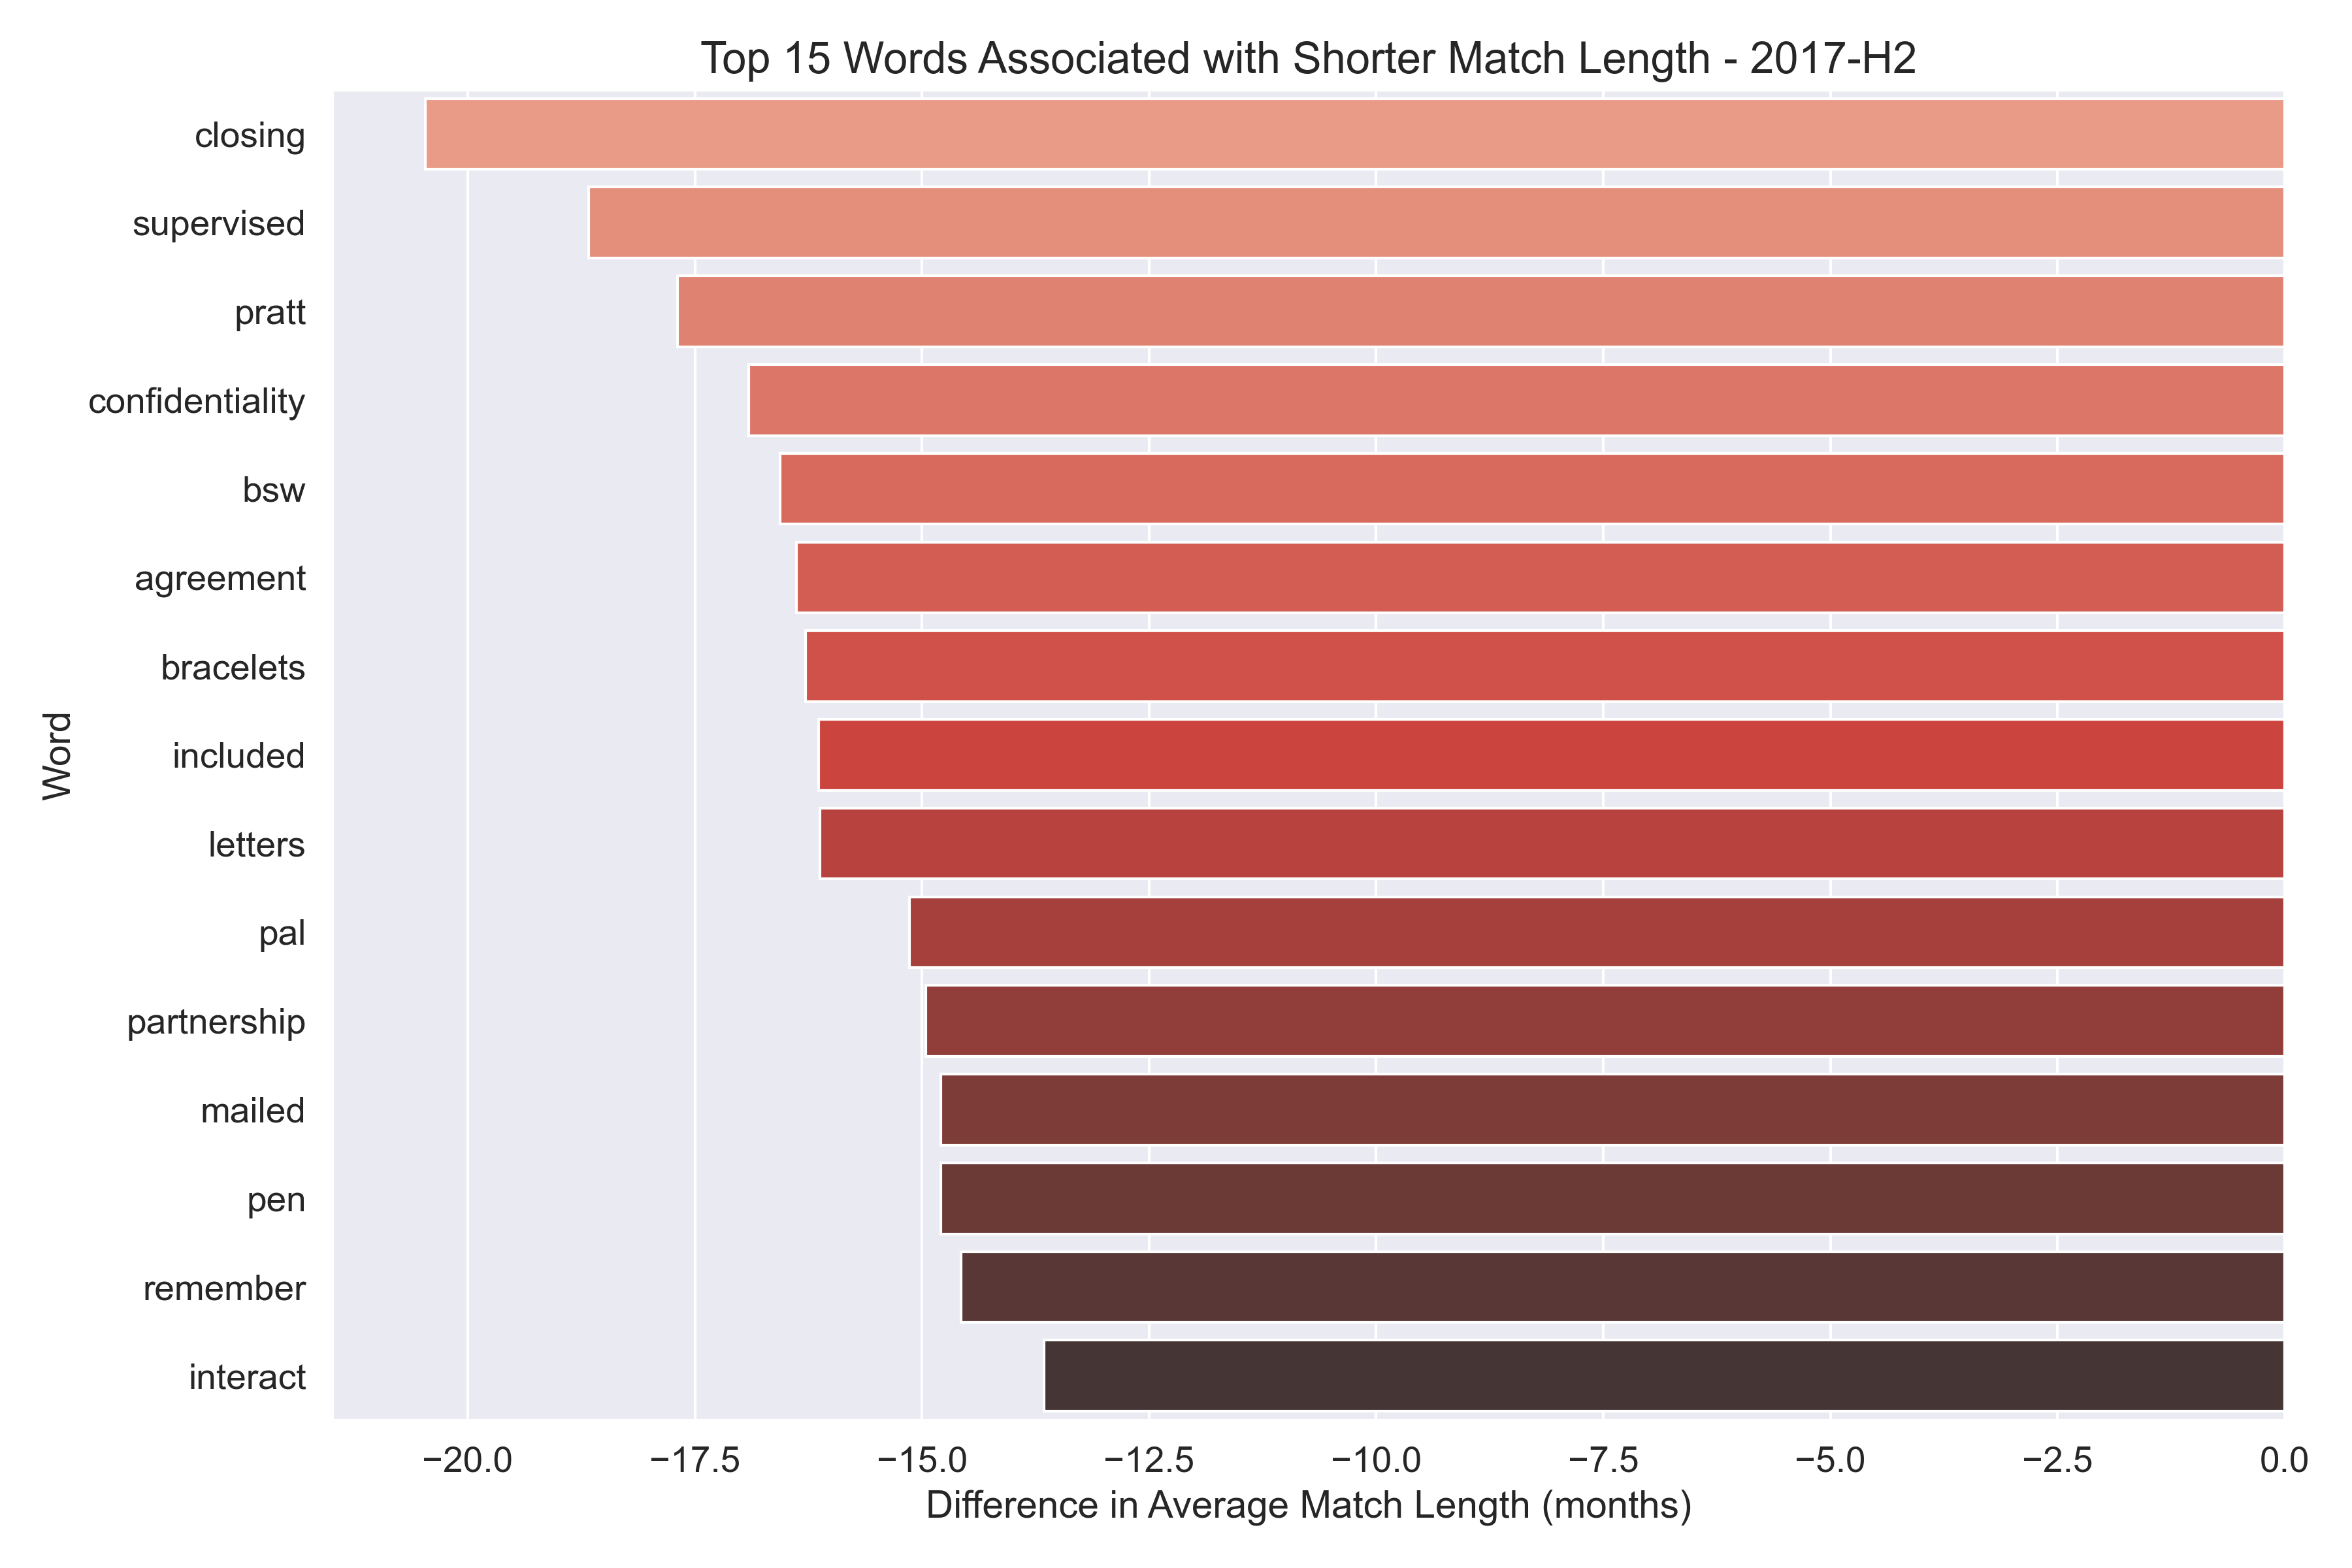 Top 15 Words Associated with Shorter Match Length - 2017-H2
closing
supervised
pratt
confidentiality
bsw
agreement
bracelets
included
letters
pal
partnership
mailed
pen
remember
interact
Word
−20.0 −17.5 −15.0 −12.5 −10.0 −7.5 −5.0 −2.5 0.0
Difference in Average Match Length (months)